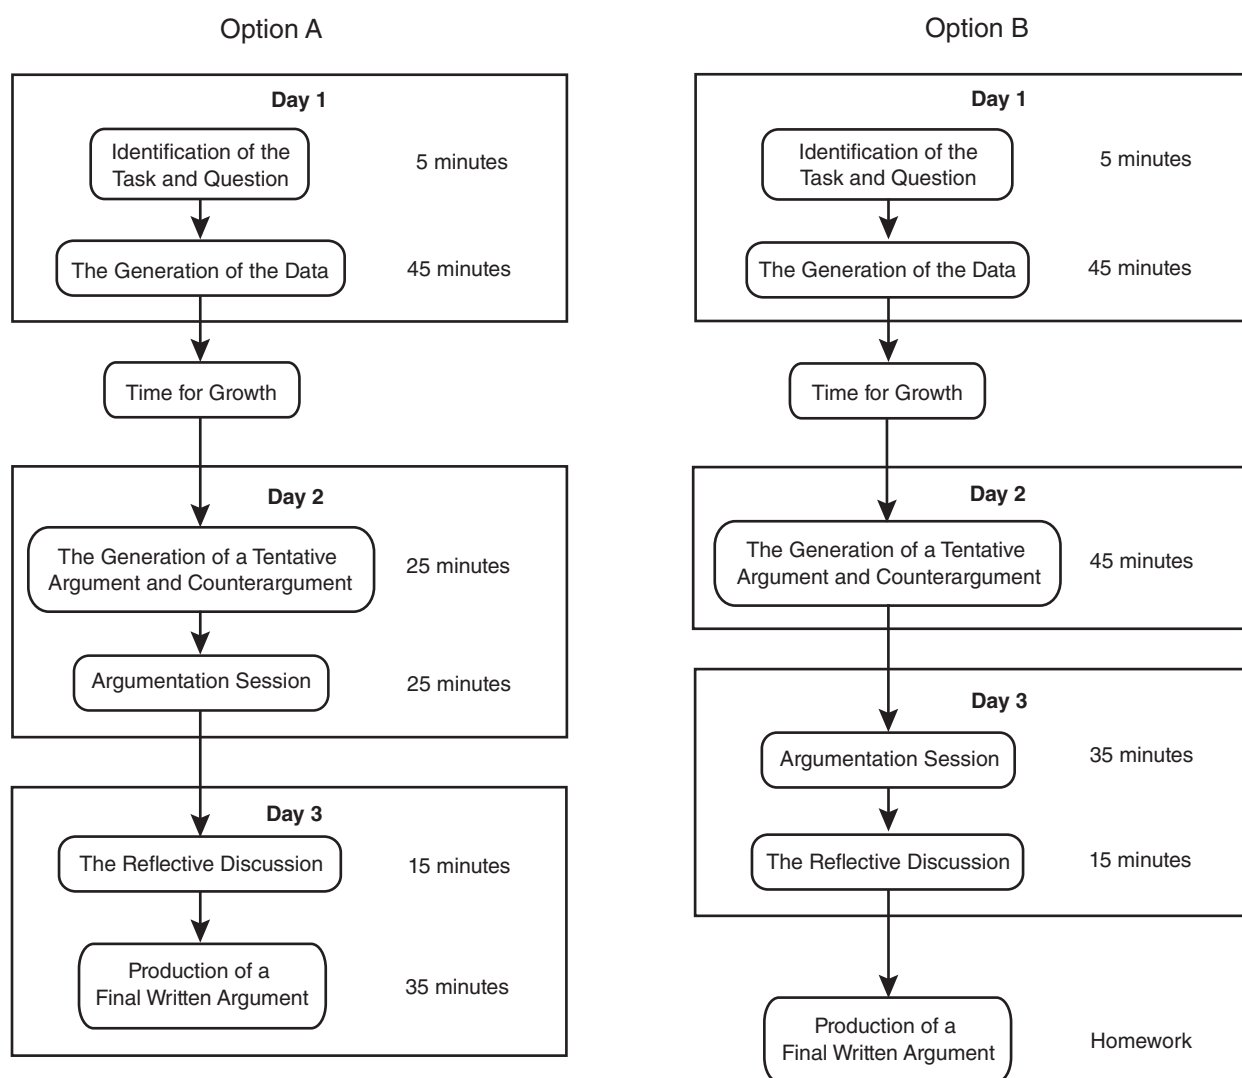 Option A
Day 1
Identification of the
Task and Question
5 minutes
The Generation of the Data
45 minutes
Time for Growth
Day 2
The Generation of a Tentative
Argument and Counterargument
25 minutes
Argumentation Session
25 minutes
Day 3
The Reflective Discussion
15 minutes
Production of a
Final Written Argument
35 minutes
Option B
Day 1
Identification of the
Task and Question
5 minutes
The Generation of the Data
45 minutes
Time for Growth
Day 2
The Generation of a Tentative
Argument and Counterargument
45 minutes
Day 3
Argumentation Session
35 minutes
The Reflective Discussion
15 minutes
Production of a
Final Written Argument
Homework